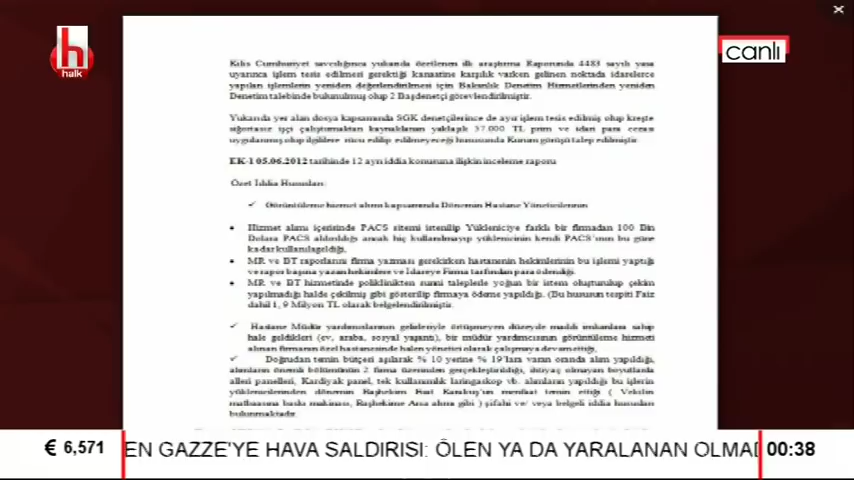 halk
canlı
Kilis Cumhuriyet savcılığınca yukarıda özetlenen ilk araştırma Raporunda 4483 sayılı yasa
uyarınca işlem tesis edilmesi gerektiği kanaatine karşılık varken gelinen noktada idarelerce
yapılan işlemlerin yeniden değerlendirilmesi için Bakanlık Denetim Hizmetlerinden yeniden
Denetim talebinde bulunulmuş olup 2 Başdenetçi görevlendirilmiştir.
Yukarıda yer alan dosya kapsamında SGK denetçilerince de ayrı işlem tesis edilmiş olup kreşte
sigortasız işçi çalıştırmaktan kaynaklanan yaklaşık 37.000 TL prim ve idari para cezası
uygulanmış olup ilgililere rücu edilip edilmeyeceği hususunda Kurum görüşü talep edilmiştir.
EK-1 05.06.2012 tarihinde 12 ayrı iddia konusuna ilişkin inceleme raporu
Özet İddia Hususları:
✓ Görüntüleme hizmet alımı kapsamında Dönemin Hastane Yöneticilerinin
• Hizmet alımı içerisinde PACS sitemi istenilip Yükleniciye farklı bir firmadan 100 Bin
Dolara PACS aldırıldığı ancak hiç kullanılmayıp yüklenicinin kendi PACS'ının bu güne
kadar kullanılageldiği,
• MR ve BT raporlarını firma yazması gerekirken hastanenin hekimlerinin bu işlemi yaptığı
ve rapor başına yazan hekimlere ve İdareye Firma tarafından para ödendiği.
• MR ve BT hizmetinde poliklinikten suni taleplerle yoğun bir istem oluşturulup çekim
yapılmadığı halde çekilmiş gibi gösterilip firmaya ödeme yapıldığı. (Bu hususun tespiti Faiz
dahil 1, 9 Milyon TL olarak belgelendirilmiştir.
✓ Hastane Müdür yardımcılarının gelirleriyle örtüşmeyen düzeyde maddi imkanlara sahip
hale geldikleri (ev, araba, sosyal yaşantı), bir müdür yardımcısının görüntüleme hizmeti
alınan firmanın özel hastanesinde halen yönetici olarak çalışmaya devam ettiği,
✓ Doğrudan temin bütçeri aşılarak % 10 yerine % 19'lara varan oranda alım yapıldığı,
alımların önemli bölümünün 2 firma üzerinden gerçekleştirildiği, ihtiyaç olmayan boyutlarda
alleri panelleri, Kardiyak panel, tek kullanımlık laringaskop vb. alımların yapıldığı bu işlerin
yüklenicilerinden dönemin Başhekim Fuat Karakuş'un menfaat temin ettiği ( Vekilin
matbaasına baskı makinası, Başhekime Arsa alımı gibi ) şifahi ve/ veya belgeli iddia hususları
bulunmaktadır.
€ 6,571
EN GAZZE'YE HAVA SALDIRISI: ÖLEN YA DA YARALANAN OLMAD
00:38